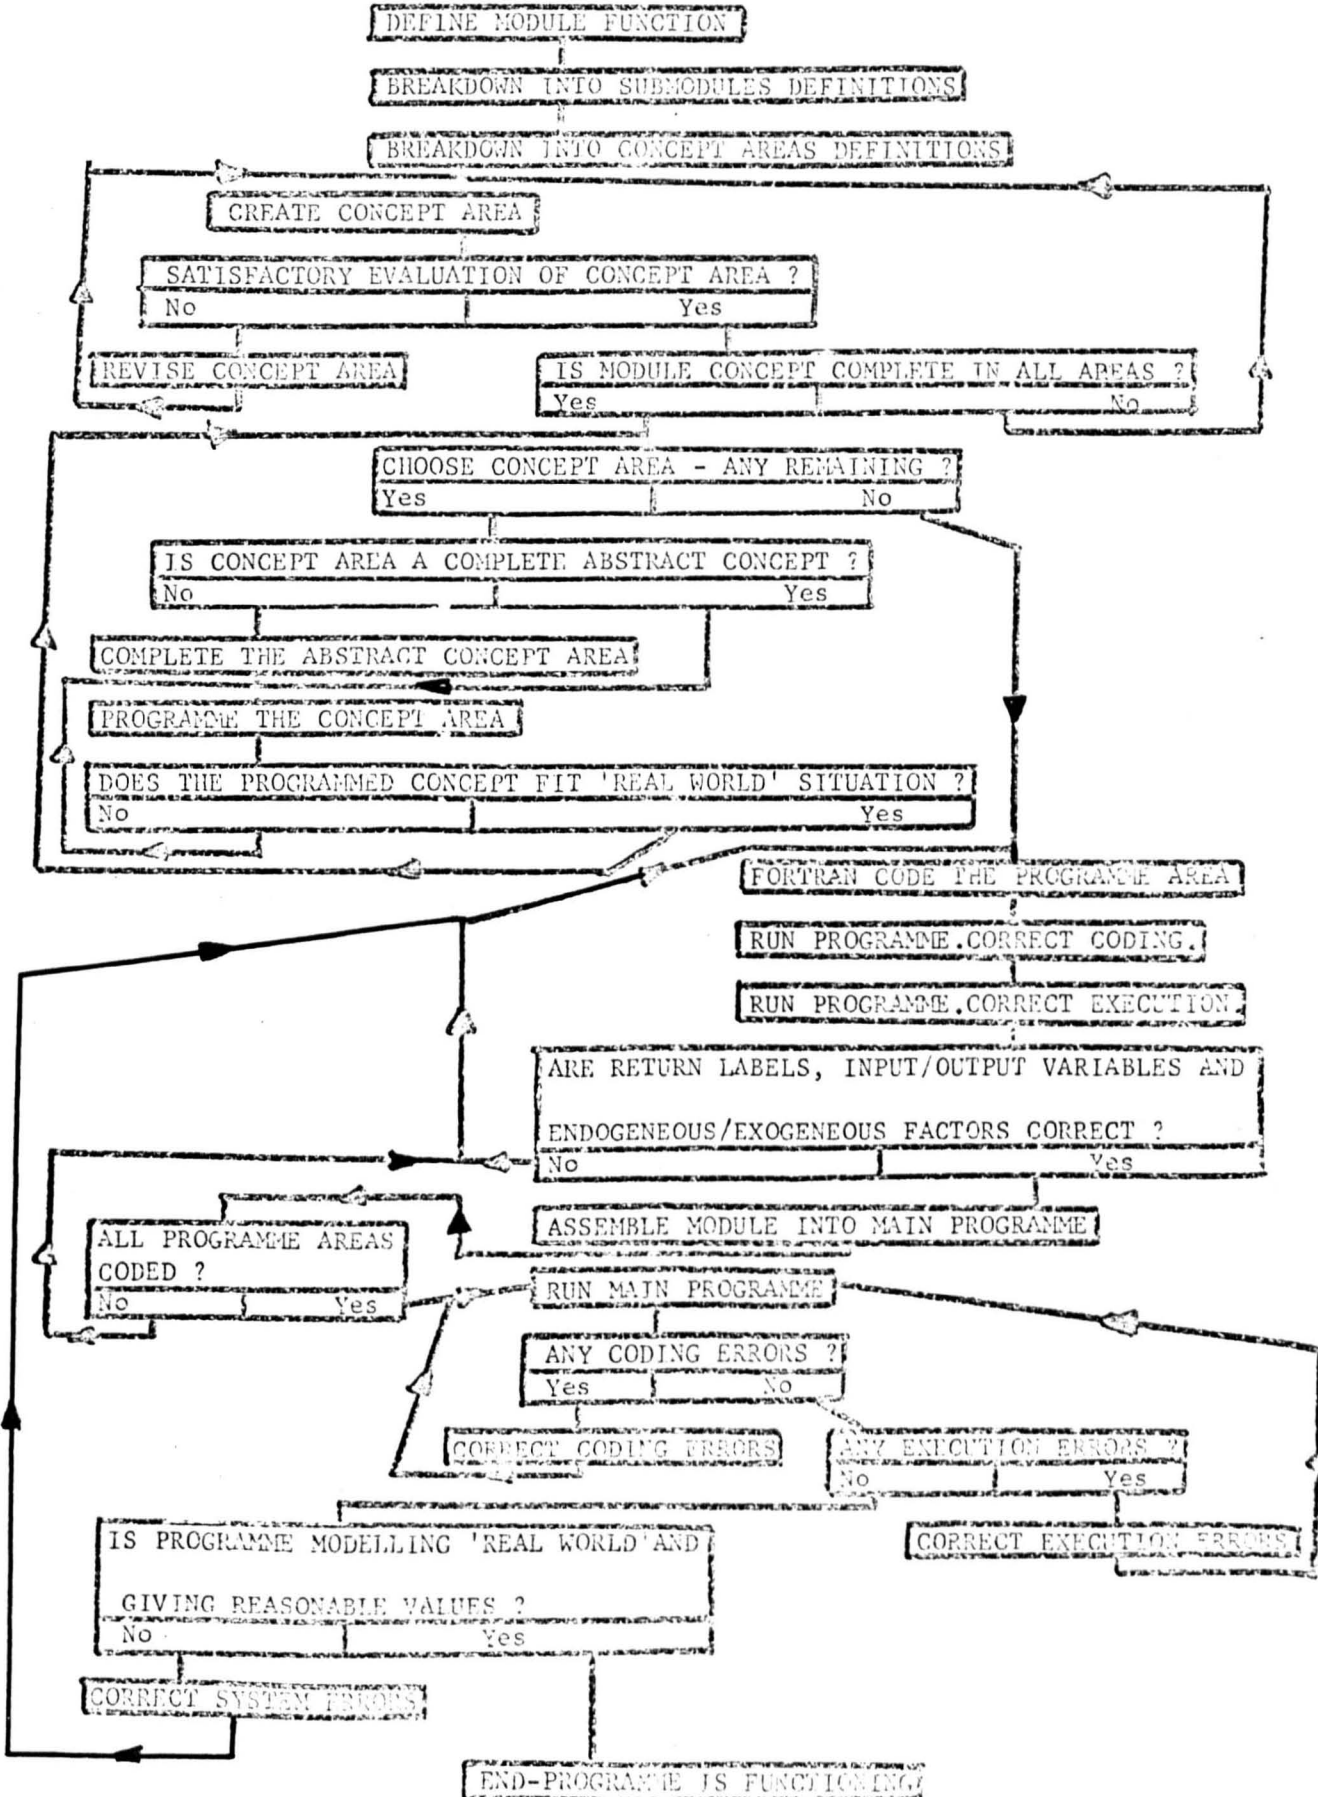 DEFINE MODULE FUNCTION
BREAKDOWN INTO SUBMODULES DEFINITIONS
BREAKDOWN INTO CONCEPT AREAS DEFINITIONS
CREATE CONCEPT AREA
SATISFACTORY EVALUATION OF CONCEPT AREA ?
No Yes
REVISE CONCEPT AREA
IS MODULE CONCEPT COMPLETE IN ALL AREAS ?
Yes No
CHOOSE CONCEPT AREA - ANY REMAINING ?
Yes No
IS CONCEPT AREA A COMPLETE ABSTRACT CONCEPT ?
No Yes
COMPLETE THE ABSTRACT CONCEPT AREA
PROGRAMME THE CONCEPT AREA
DOES THE PROGRAMMED CONCEPT FIT 'REAL WORLD' SITUATION ?
No Yes
FORTRAN CODE THE PROGRAMME AREA
RUN PROGRAMME.CORRECT CODING.
RUN PROGRAMME.CORRECT EXECUTION.
ARE RETURN LABELS, INPUT/OUTPUT VARIABLES AND
ENDOGENEOUS/EXOGENEOUS FACTORS CORRECT ?
No Yes
ASSEMBLE MODULE INTO MAIN PROGRAMME
ALL PROGRAMME AREAS
CODED ?
No Yes
RUN MAIN PROGRAMME
ANY CODING ERRORS ?
Yes No
CORRECT CODING ERRORS
ANY EXECUTION ERRORS ?
No Yes
CORRECT EXECUTION ERRORS
IS PROGRAMME MODELLING 'REAL WORLD' AND
GIVING REASONABLE VALUES ?
No Yes
CORRECT SYSTEM ERRORS
END-PROGRAMME IS FUNCTIONING